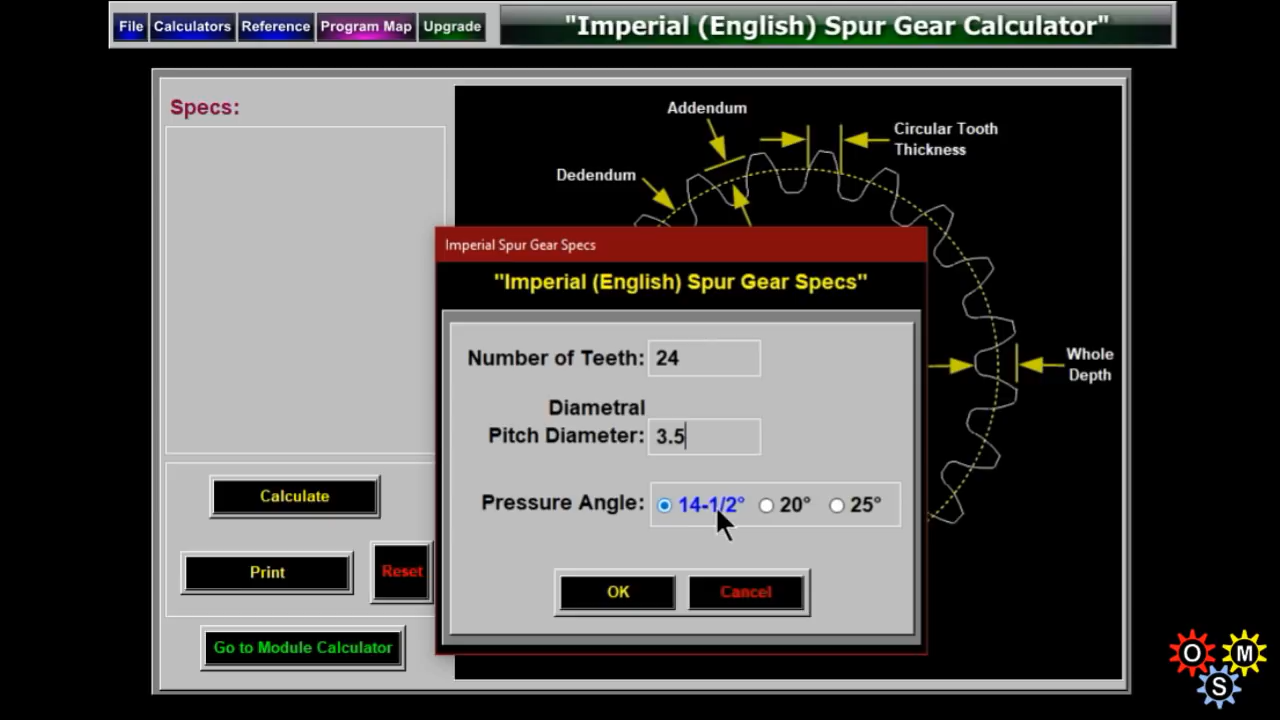 File Calculators Reference Program Map Upgrade
"Imperial (English) Spur Gear Calculator"
Specs:
Addendum
Circular Tooth
Thickness
Dedendum
Whole
Depth
Imperial Spur Gear Specs
"Imperial (English) Spur Gear Specs"
Number of Teeth: 24
Diametral
Pitch Diameter: 3.5
Pressure Angle: 14-1/2° 20° 25°
OK Cancel
Calculate
Print Reset
Go to Module Calculator
O M
S